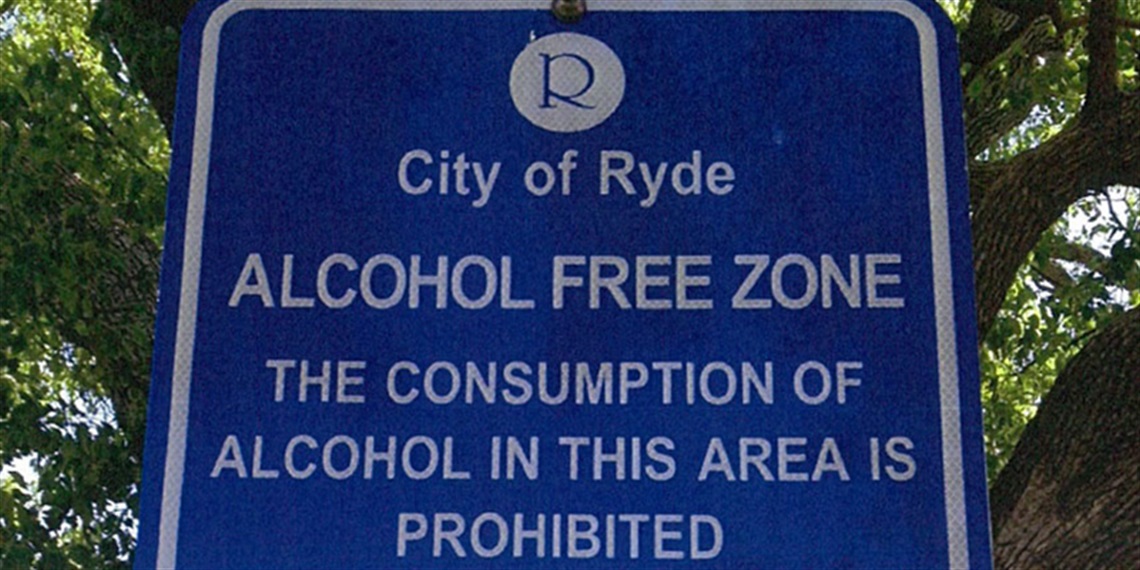 R
City of Ryde
ALCOHOL FREE ZONE
THE CONSUMPTION OF
ALCOHOL IN THIS AREA IS
PROHIBITED